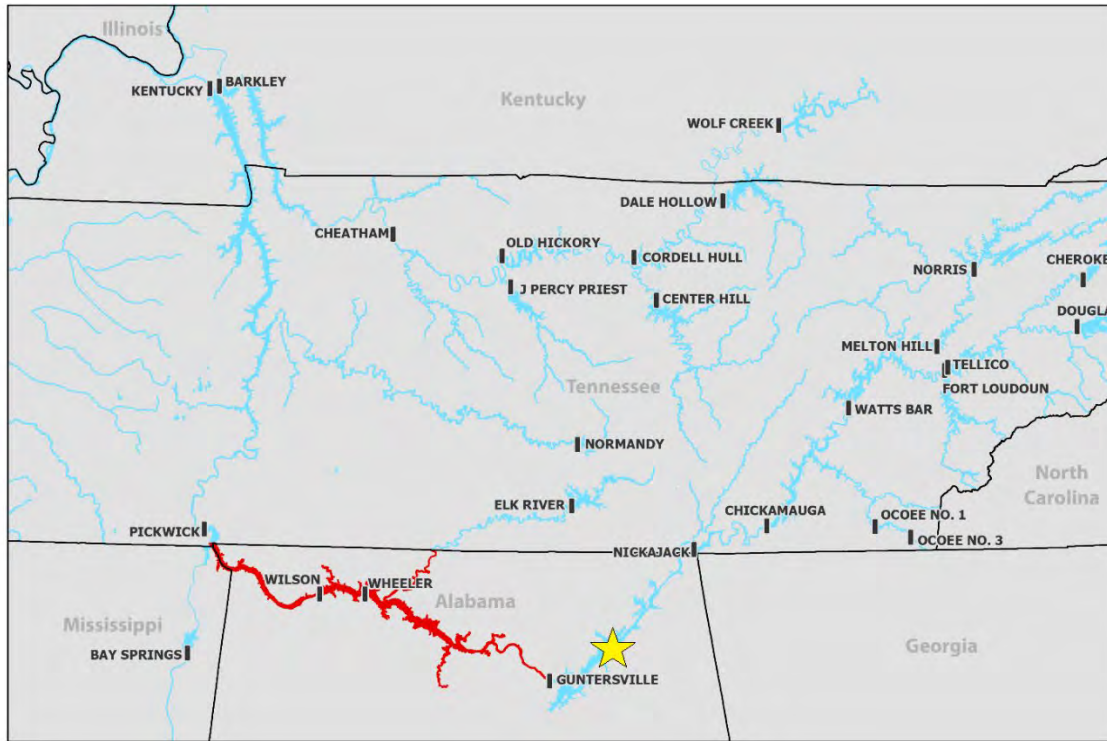 Illinois
KENTUCKY
BARKLEY
Kentucky
WOLF CREEK
DALE HOLLOW
CHEATHAM
OLD HICKORY
CORDELL HULL
NORRIS
CHEROKE
J PERCY PRIEST
CENTER HILL
DOUGLA
MELTON HILL
TELLICO
FORT LOUDOUN
Tennessee
WATTS BAR
NORMANDY
North
Carolina
ELK RIVER
CHICKAMAUGA
OCOEE NO. 1
PICKWICK
OCOEE NO. 3
NICKAJACK
WILSON
WHEELER
Alabama
Mississippi
Georgia
BAY SPRINGS
GUNTERSVILLE